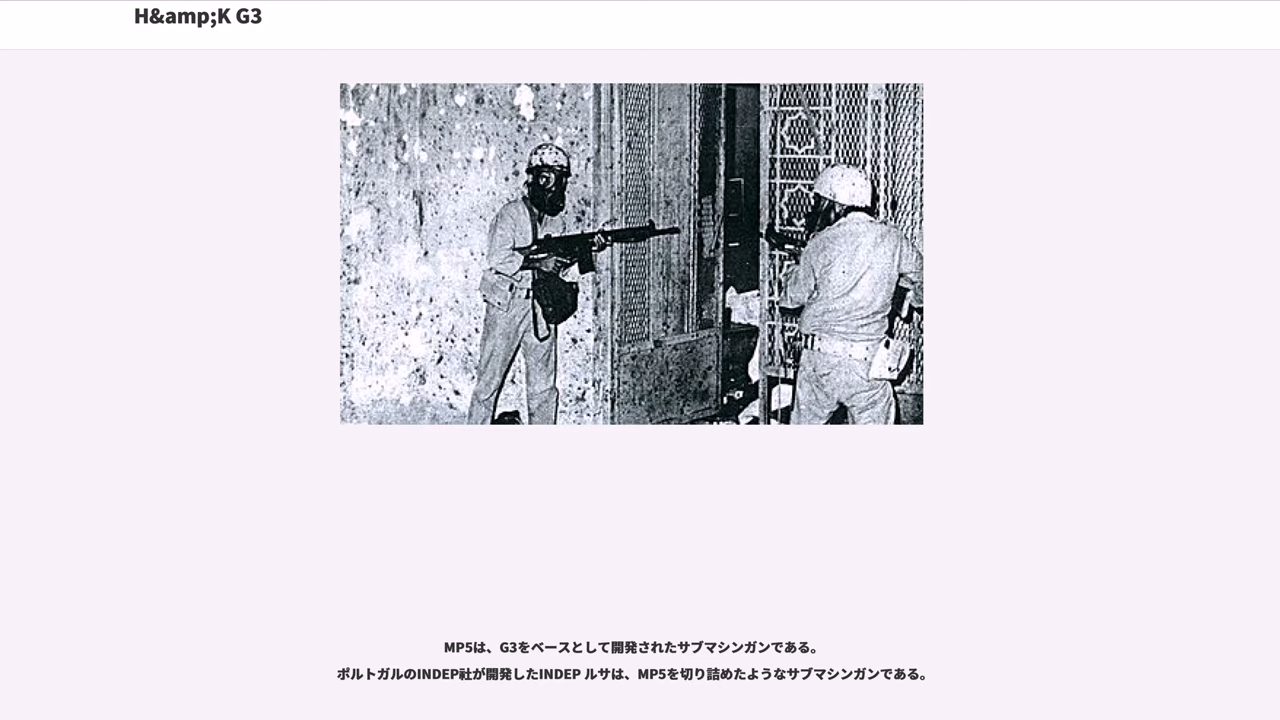 H&amp;K G3
MP5は、G3をベースとして開発されたサブマシンガンである。
ポルトガルのINDEP社が開発したINDEP ルサは、MP5を切り詰めたようなサブマシンガンである。